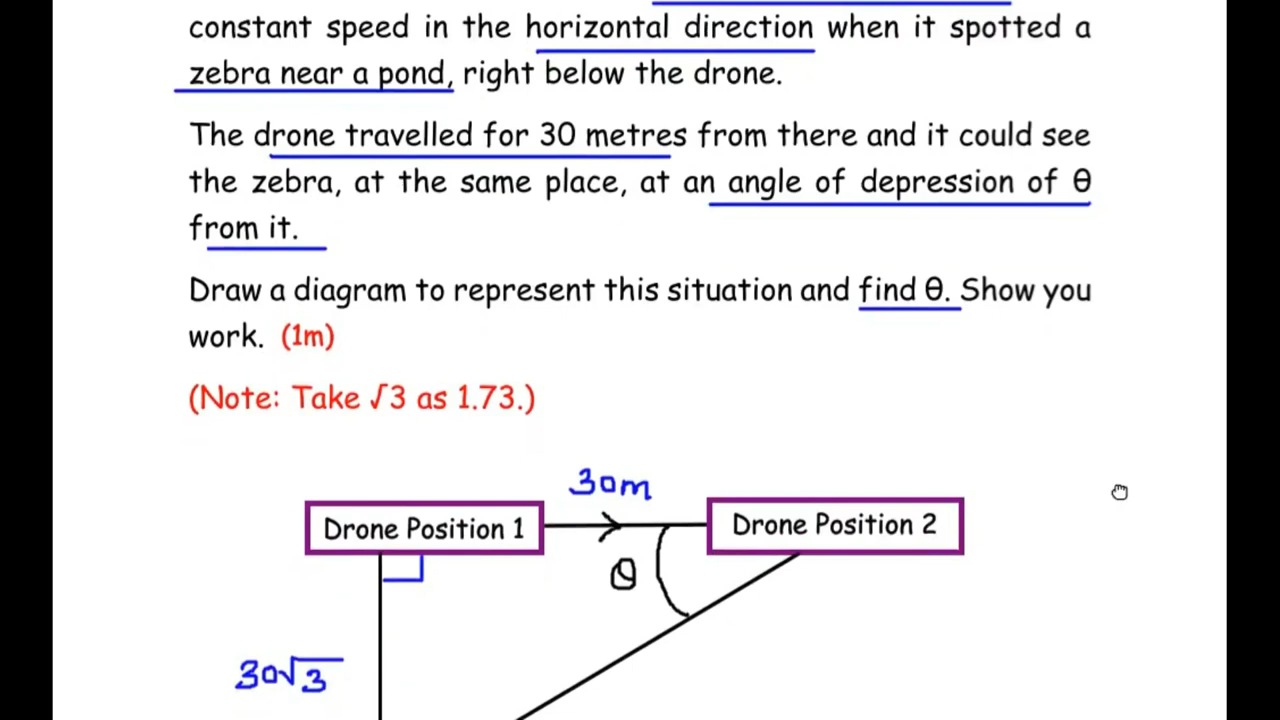 constant speed in the horizontal direction when it spotted a
zebra near a pond, right below the drone.
The drone travelled for 30 metres from there and it could see
the zebra, at the same place, at an angle of depression of θ
from it.
Draw a diagram to represent this situation and find θ. Show you
work. (1m)
(Note: Take √3 as 1.73.)
30m
Drone Position 1
Drone Position 2
θ
30√3